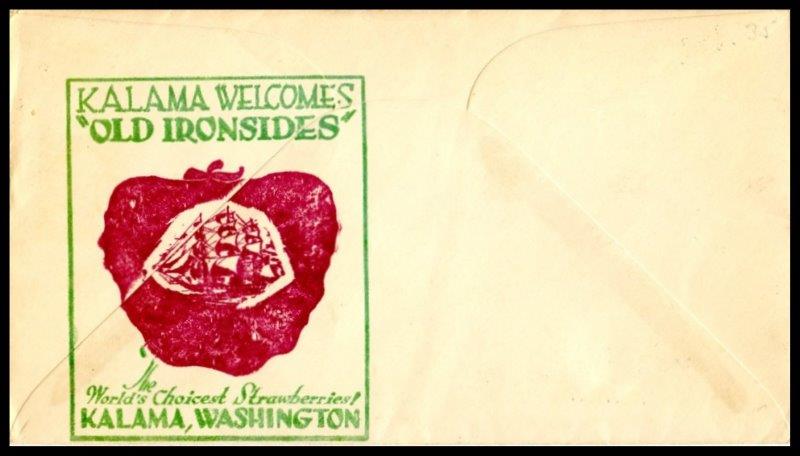 KALAMA WELCOMES
"OLD IRONSIDES"
The
World's Choicest Strawberries!
KALAMA, WASHINGTON